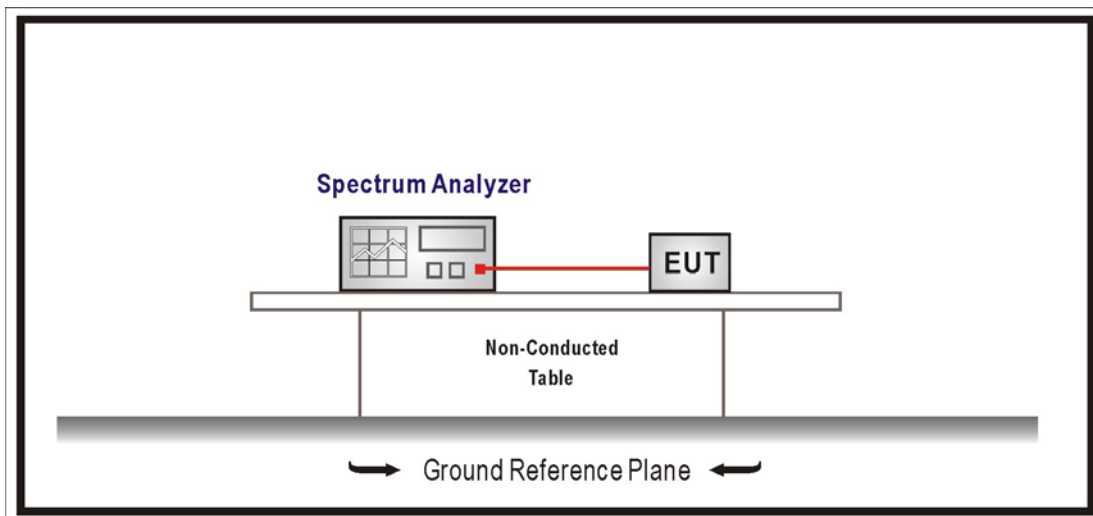 Spectrum Analyzer
EUT
Non-Conducted
Table
Ground Reference Plane